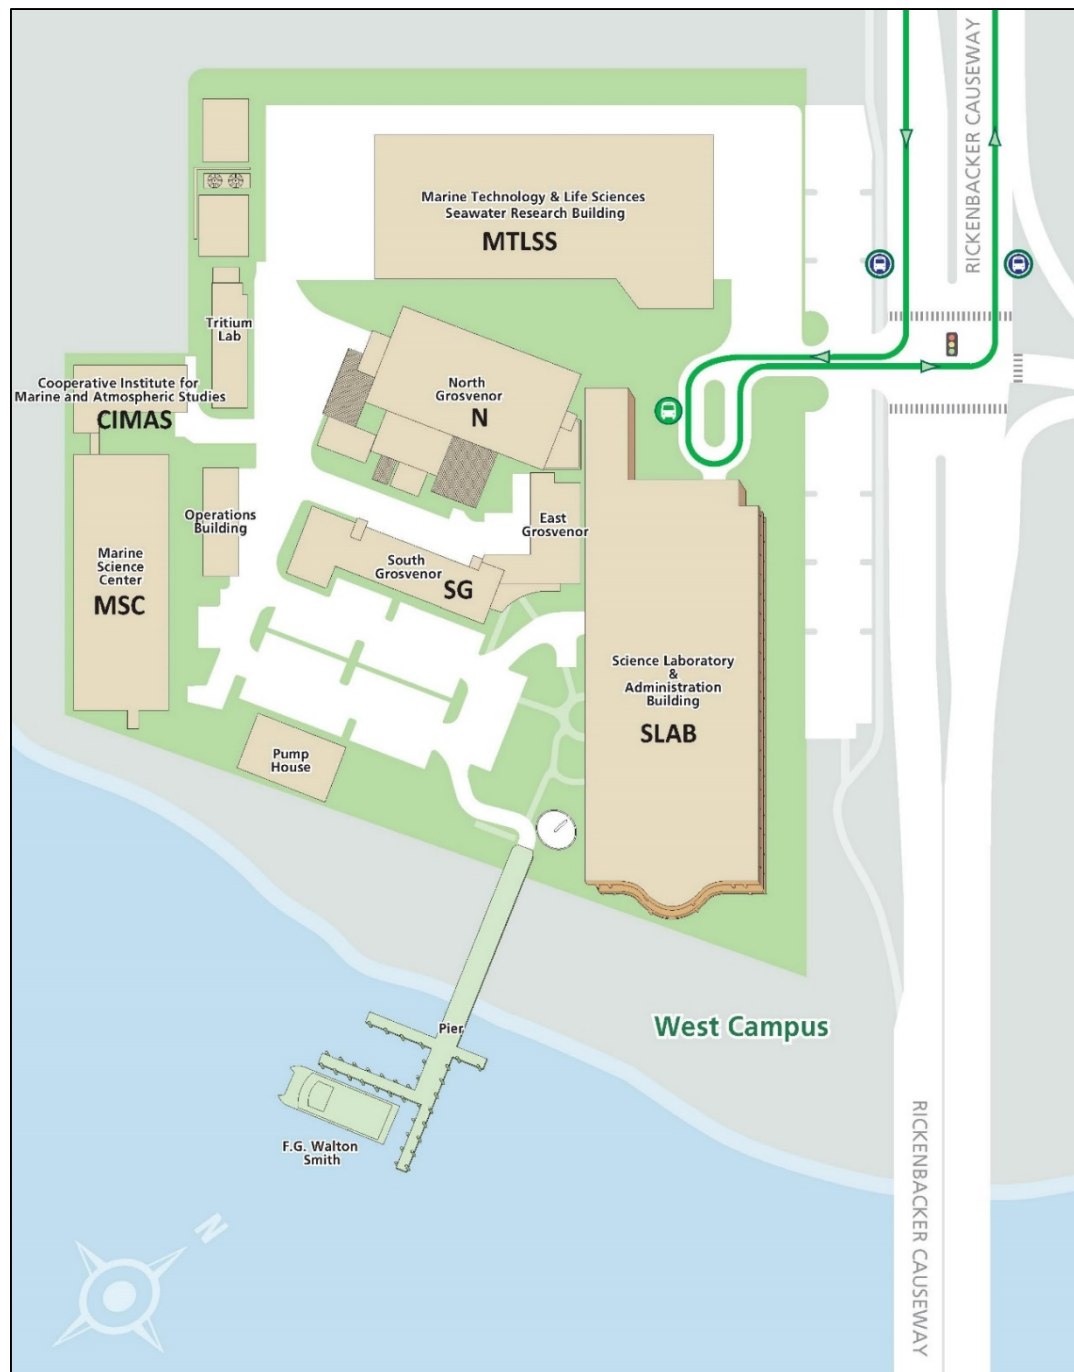 RICKENBACKER CAUSEWAY
Marine Technology & Life Sciences
Seawater Research Building
MTLSS
Tritium
Lab
Cooperative Institute for
Marine and Atmospheric Studies
CIMAS
North
Grosvenor
N
Operations
Building
East
Grosvenor
Marine
Science
Center
MSC
South
Grosvenor
SG
Science Laboratory
&
Administration
Building
SLAB
Pump
House
West Campus
Pier
F.G. Walton
Smith
RICKENBACKER CAUSEWAY
N